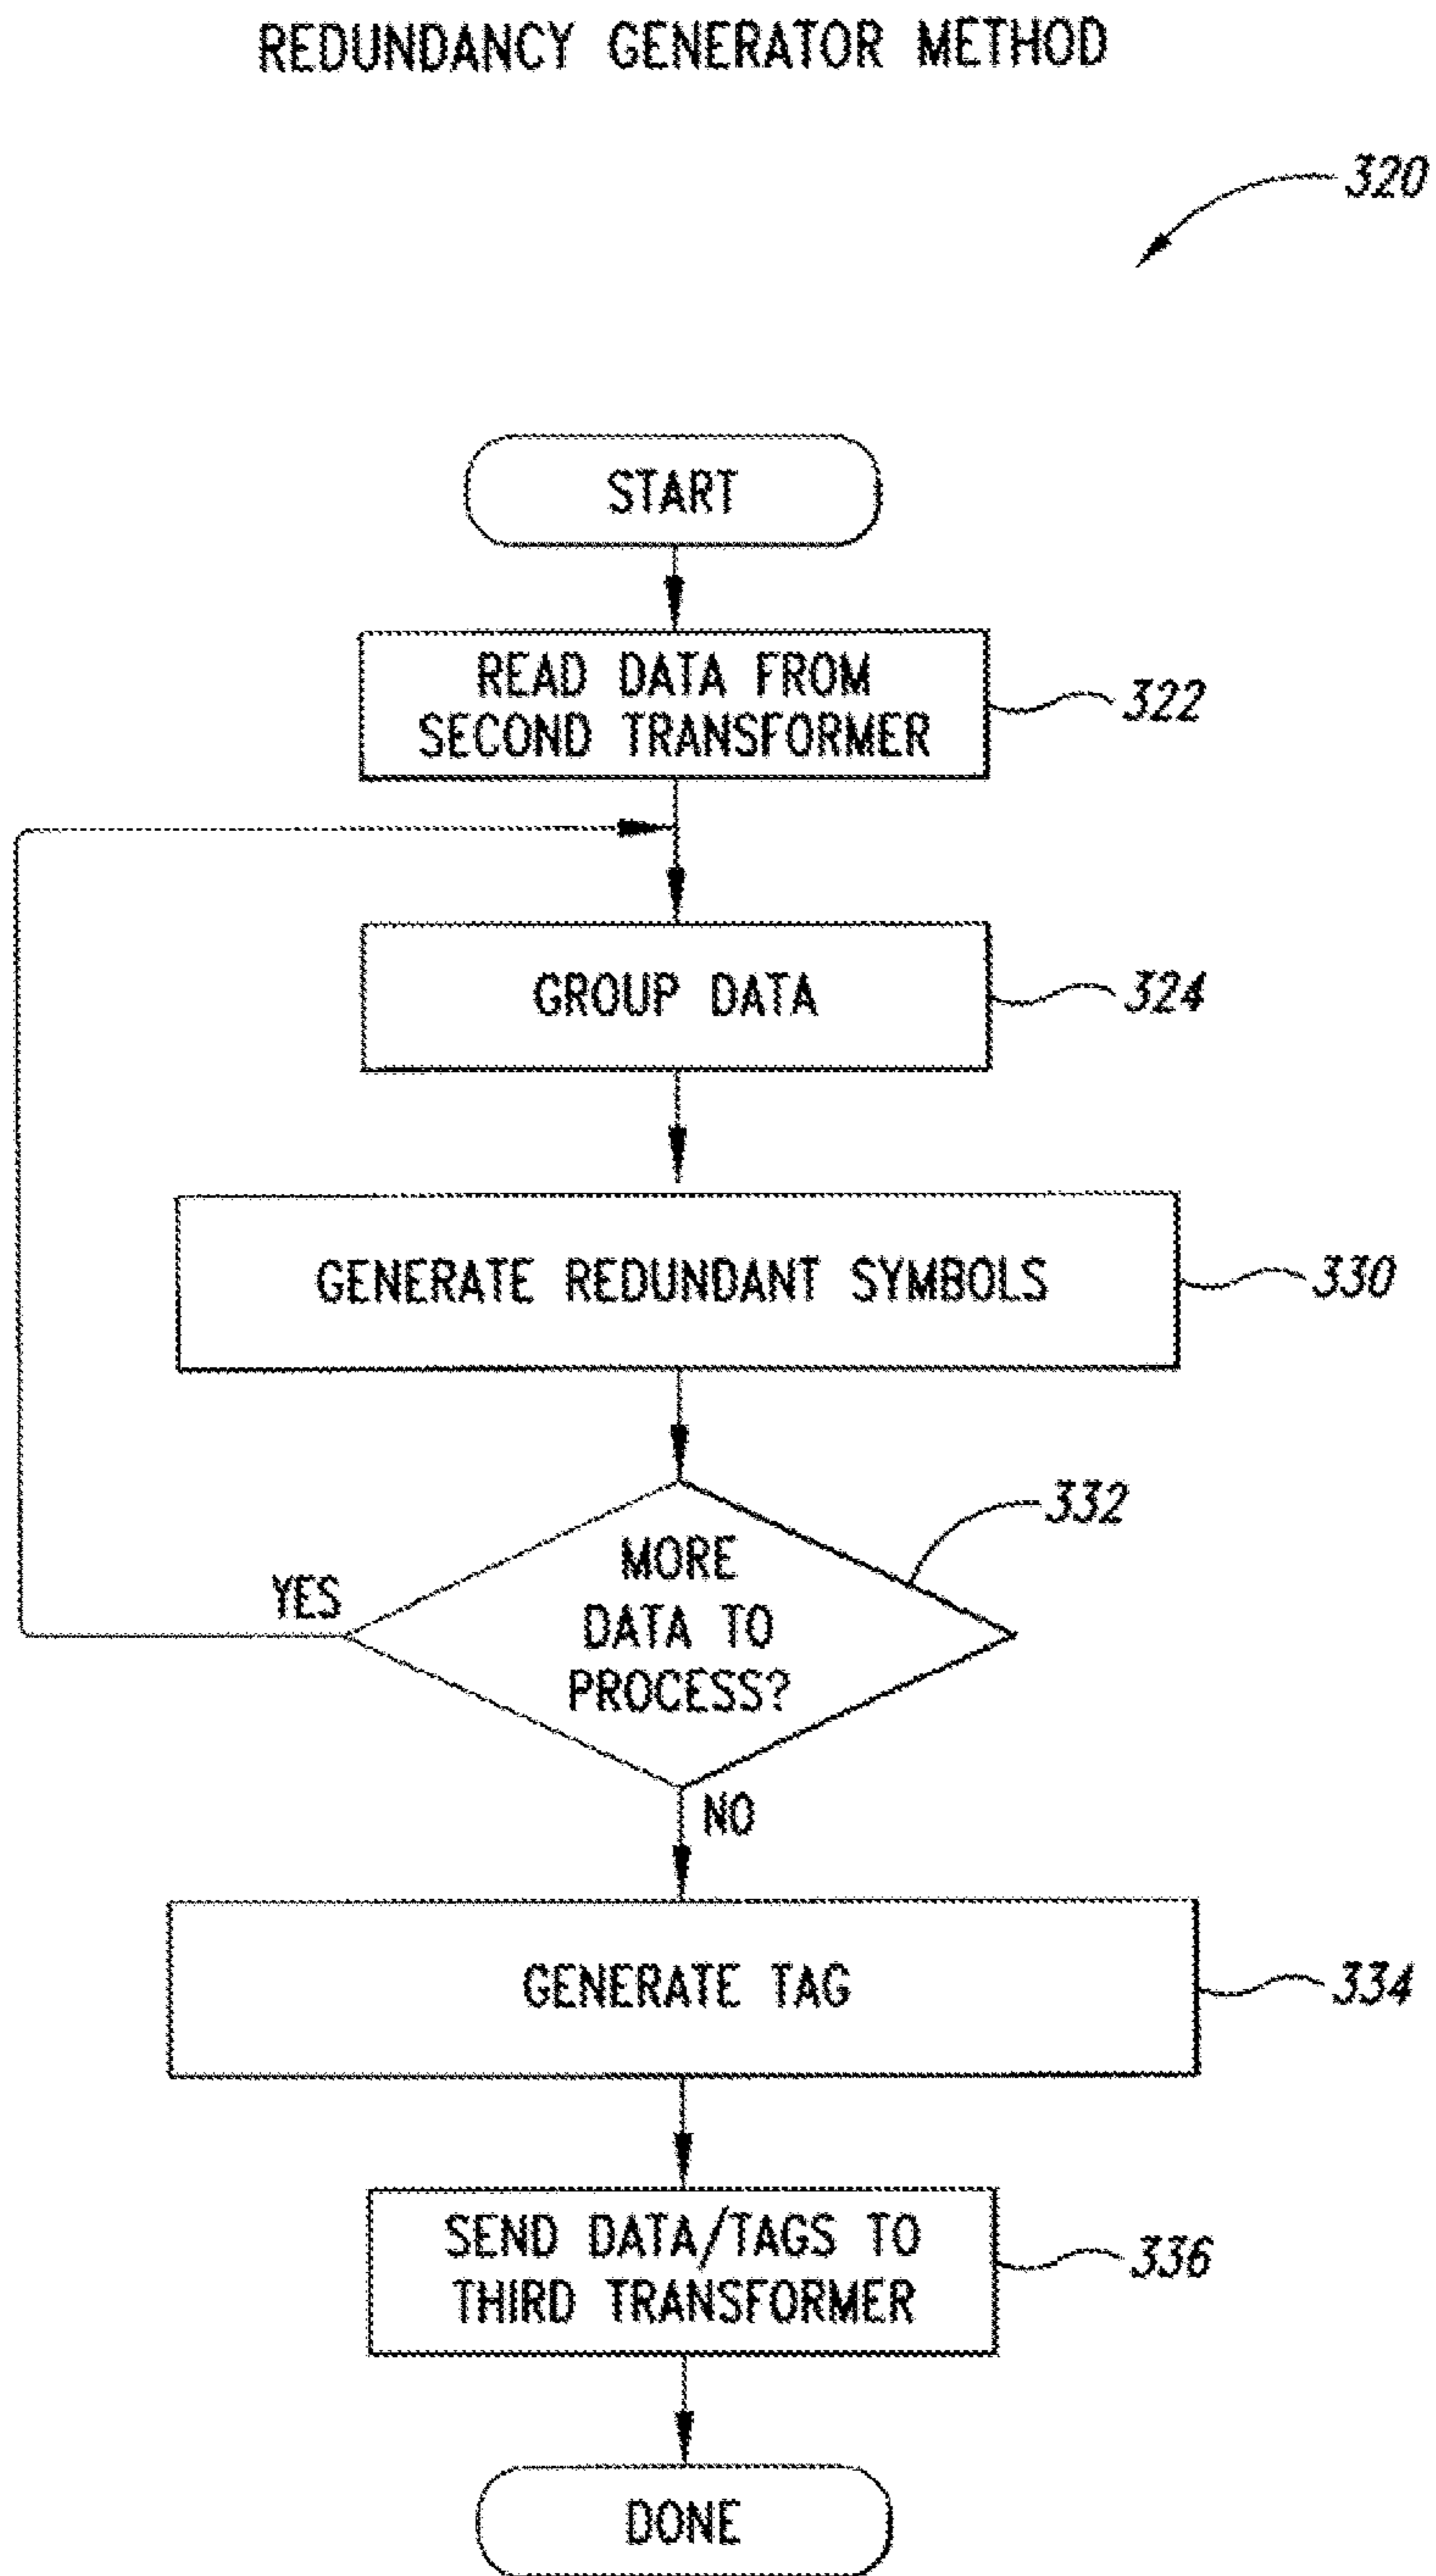 REDUNDANCY GENERATOR METHOD
320
START
READ DATA FROM
SECOND TRANSFORMER
322
GROUP DATA
324
GENERATE REDUNDANT SYMBOLS
330
MORE
DATA TO
PROCESS?
332
YES
NO
GENERATE TAG
334
SEND DATA/TAGS TO
THIRD TRANSFORMER
336
DONE